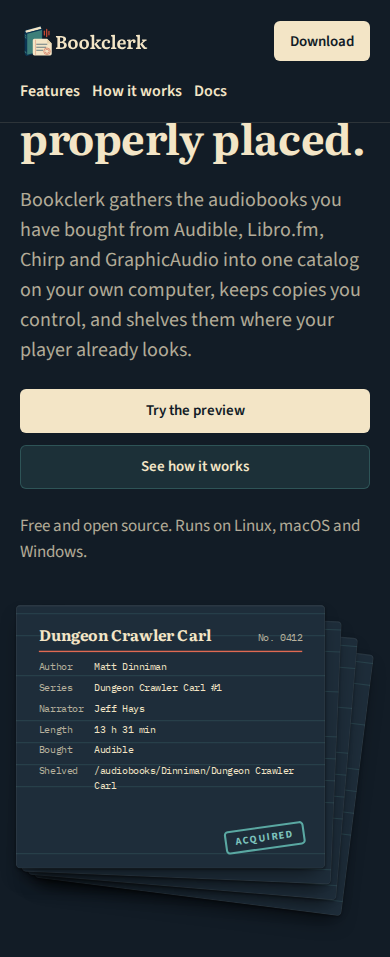 Bookclerk
Download
Features How it works Docs
properly placed.
Bookclerk gathers the audiobooks you
have bought from Audible, Libro.fm,
Chirp and GraphicAudio into one catalog
on your own computer, keeps copies you
control, and shelves them where your
player already looks.
Try the preview
See how it works
Free and open source. Runs on Linux, macOS and
Windows.
Dungeon Crawler Carl No. 0412
Author Matt Dinniman
Series Dungeon Crawler Carl #1
Narrator Jeff Hays
Length 13 h 31 min
Bought Audible
Shelved /audiobooks/Dinniman/Dungeon Crawler
Carl
ACQUIRED